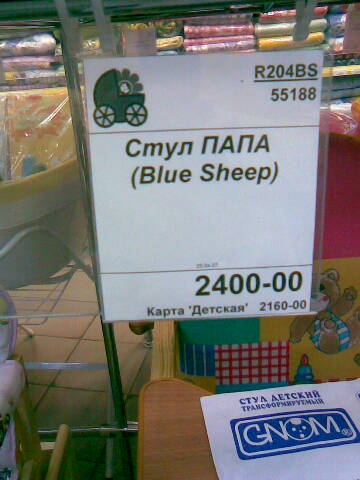 R204BS
55188
Стул ПАПА
(Blue Sheep)
2400-00
Карта 'Детская' 2160-00
СТУЛ ДЕТСКИЙ
ТРАНСФОРМИРУЕМЫЙ
GNOM®